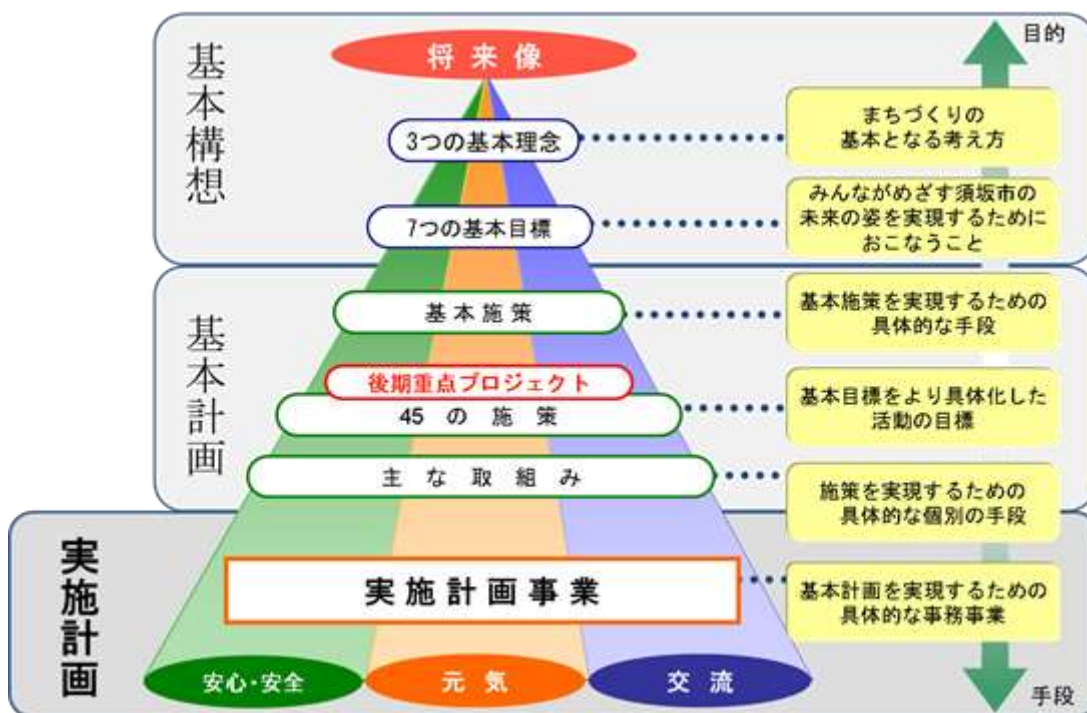 基本構想
将来像
目的
3つの基本理念
まちづくりの
基本となる考え方
7つの基本目標
みんながめざす須坂市の
未来の姿を実現するために
おこなうこと
基本計画
基本施策
基本施策を実現するための
具体的な手段
後期重点プロジェクト
45の施策
基本目標をより具体化した
活動の目標
主な取組み
施策を実現するための
具体的な個別の手段
実施計画
実施計画事業
基本計画を実現するための
具体的な事務事業
安心・安全
元気
交流
手段